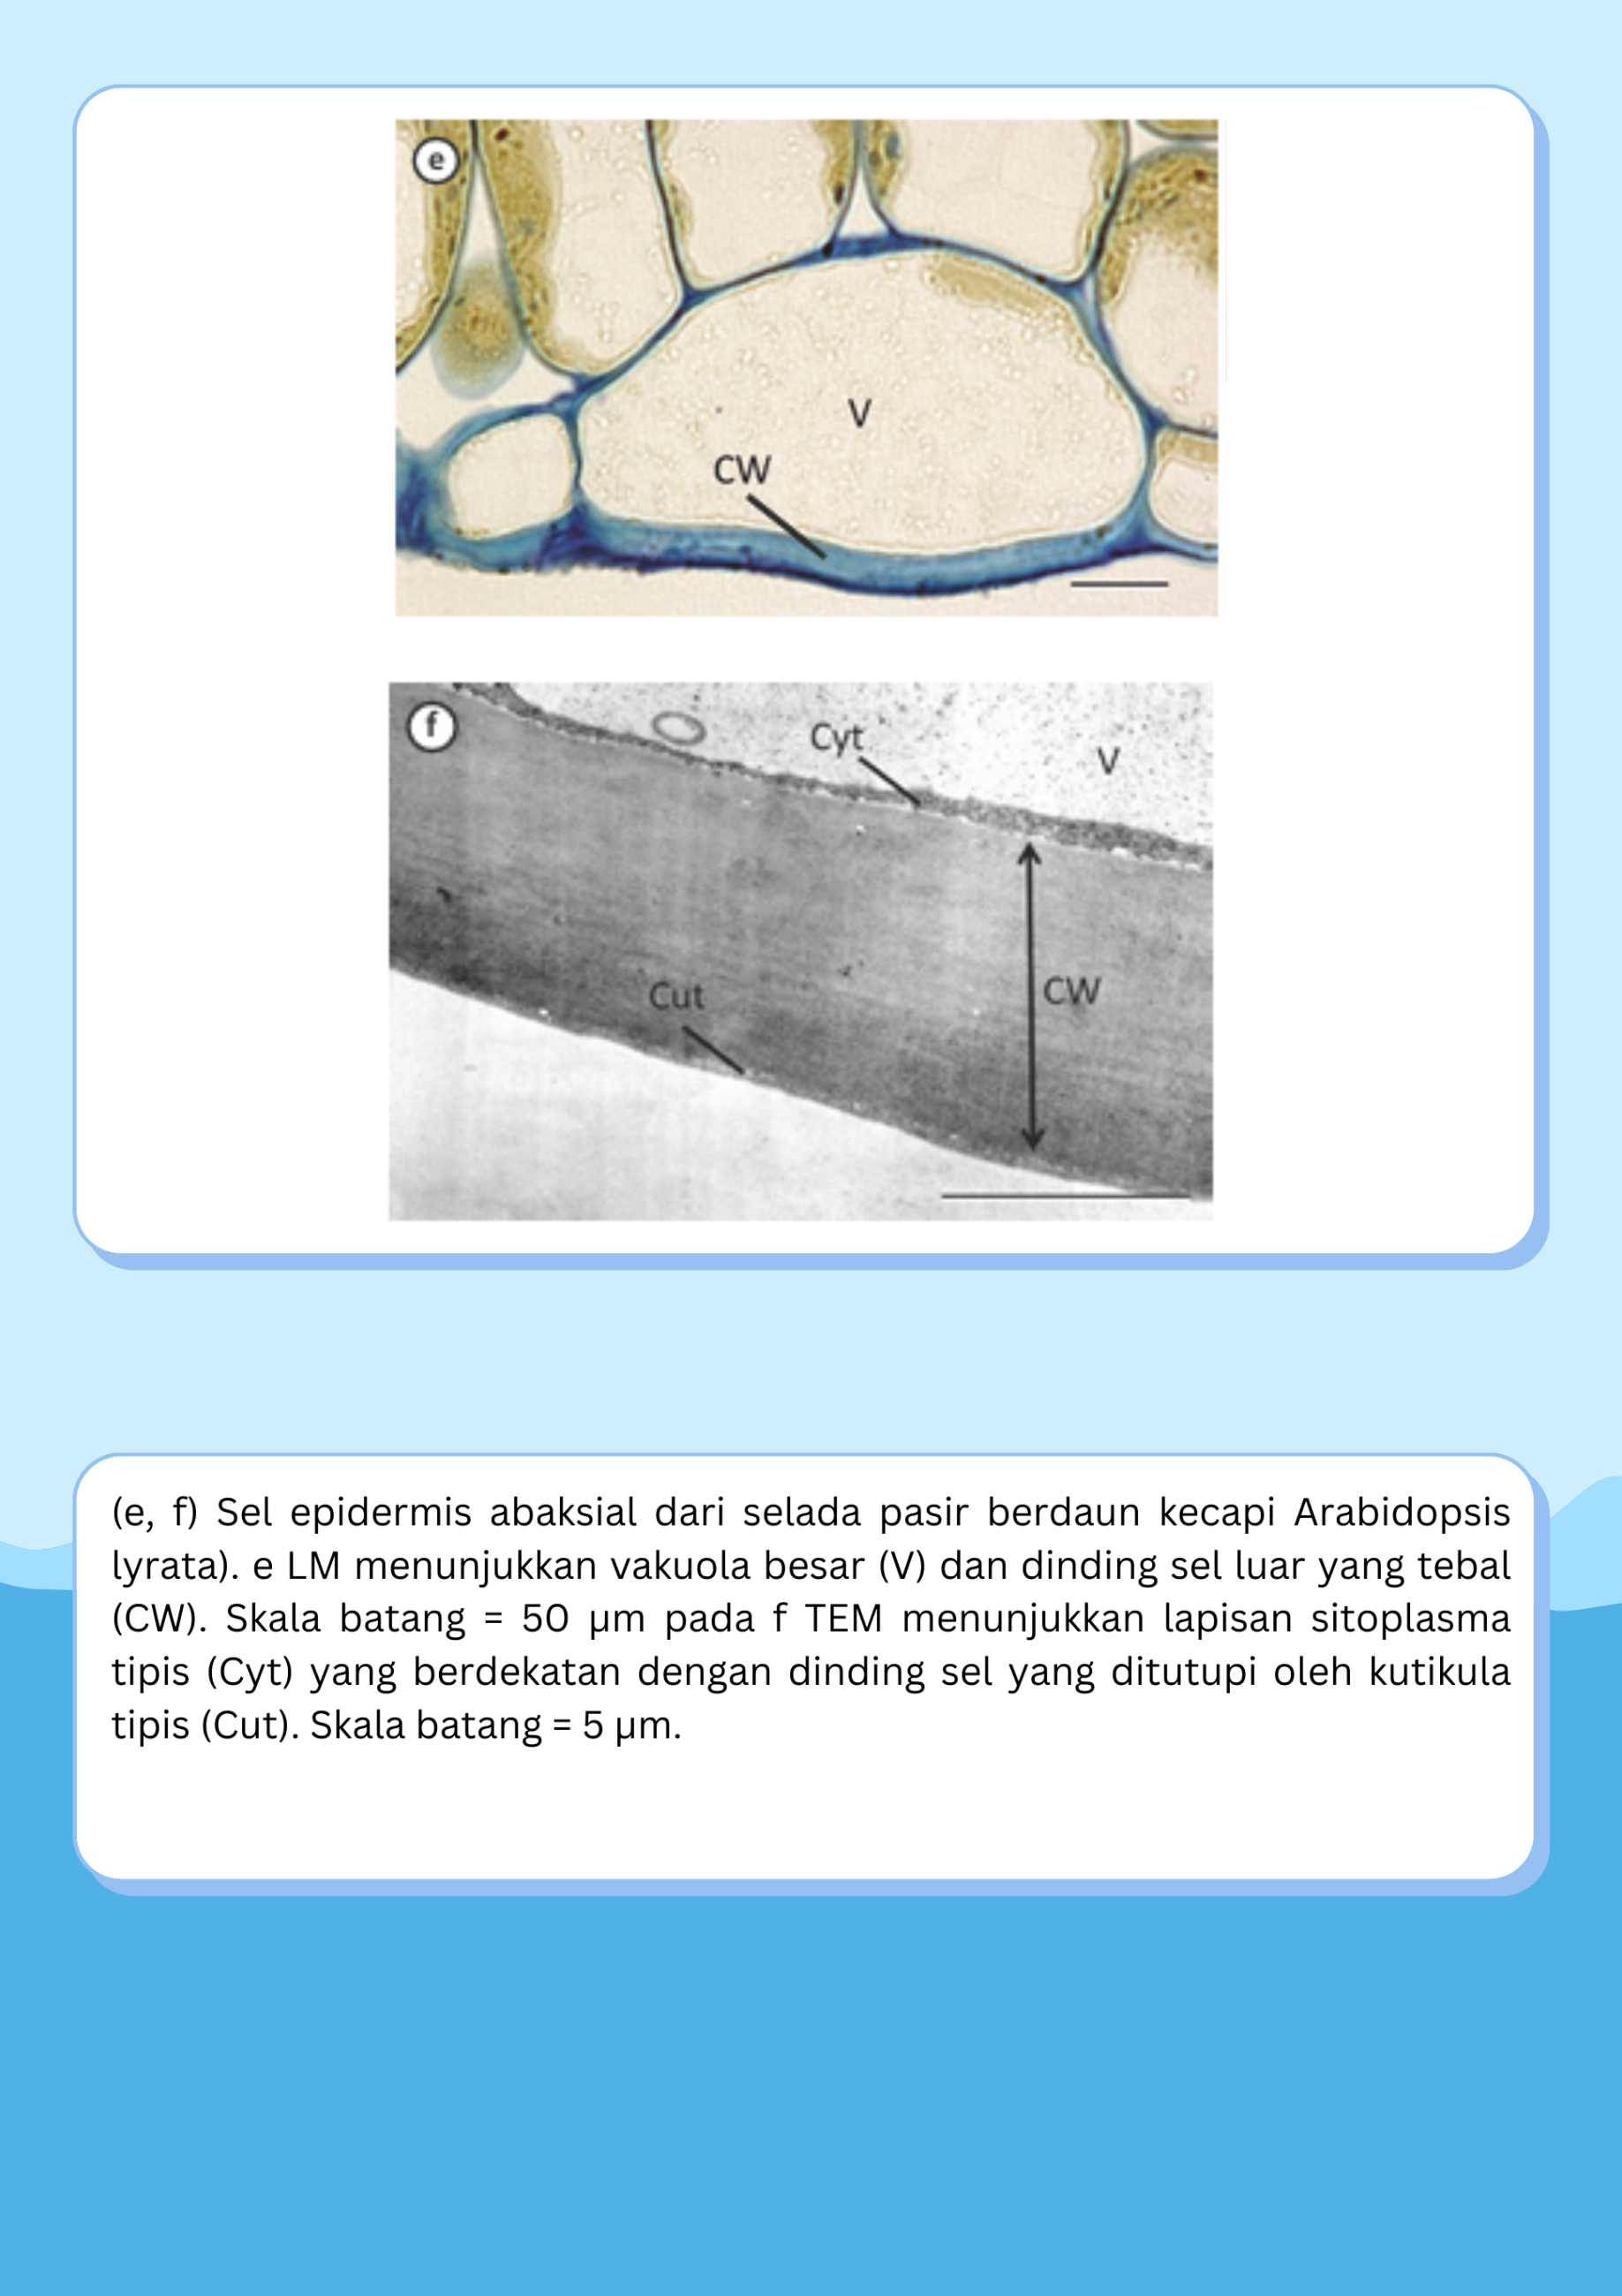 e
V
CW
f
Cyt
V
CW
Cut
(e, f) Sel epidermis abaksial dari selada pasir berdaun kecapi Arabidopsis
lyrata). e LM menunjukkan vakuola besar (V) dan dinding sel luar yang tebal
(CW). Skala batang = 50 µm pada f TEM menunjukkan lapisan sitoplasma
tipis (Cyt) yang berdekatan dengan dinding sel yang ditutupi oleh kutikula
tipis (Cut). Skala batang = 5 µm.